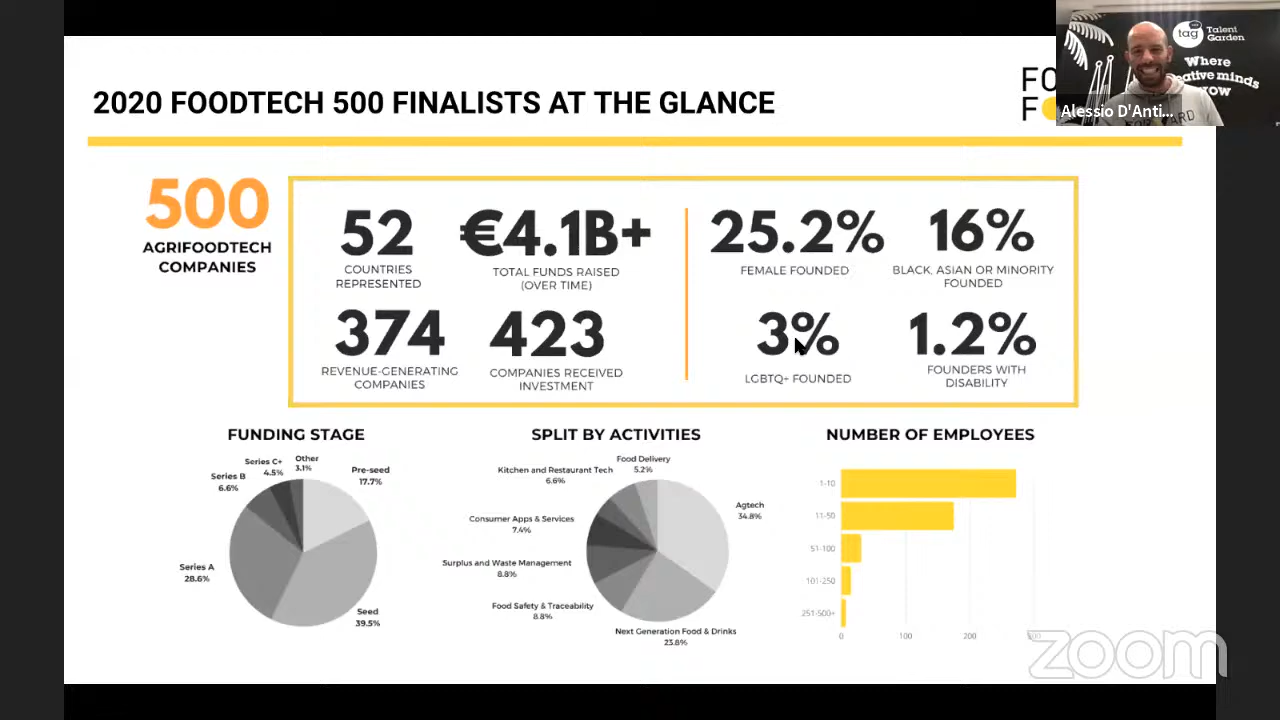 2020 FOODTECH 500 FINALISTS AT THE GLANCE
FO
F
tag
Talent
Garden
Where
ative minds
Alessio D'Anti...
500
AGRIFOODTECH
COMPANIES
52
COUNTRIES
REPRESENTED
€4.1B+
TOTAL FUNDS RAISED
(OVER TIME)
374
REVENUE-GENERATING
COMPANIES
423
COMPANIES RECEIVED
INVESTMENT
25.2%
FEMALE FOUNDED
16%
BLACK, ASIAN OR MINORITY
FOUNDED
3%
LGBTQ+ FOUNDED
1.2%
FOUNDERS WITH
DISABILITY
FUNDING STAGE
Other
3.1%
Series C+
4.5%
Series B
6.6%
Pre-seed
17.7%
Series A
28.6%
Seed
39.5%
SPLIT BY ACTIVITIES
Food Delivery
5.2%
Kitchen and Restaurant Tech
6.6%
Agtech
34.8%
Consumer Apps & Services
7.4%
Surplus and Waste Management
8.8%
Food Safety & Traceability
8.8%
Next Generation Food & Drinks
23.8%
NUMBER OF EMPLOYEES
1-10
11-50
51-100
101-250
251-500+
0
100
200
300
zoom